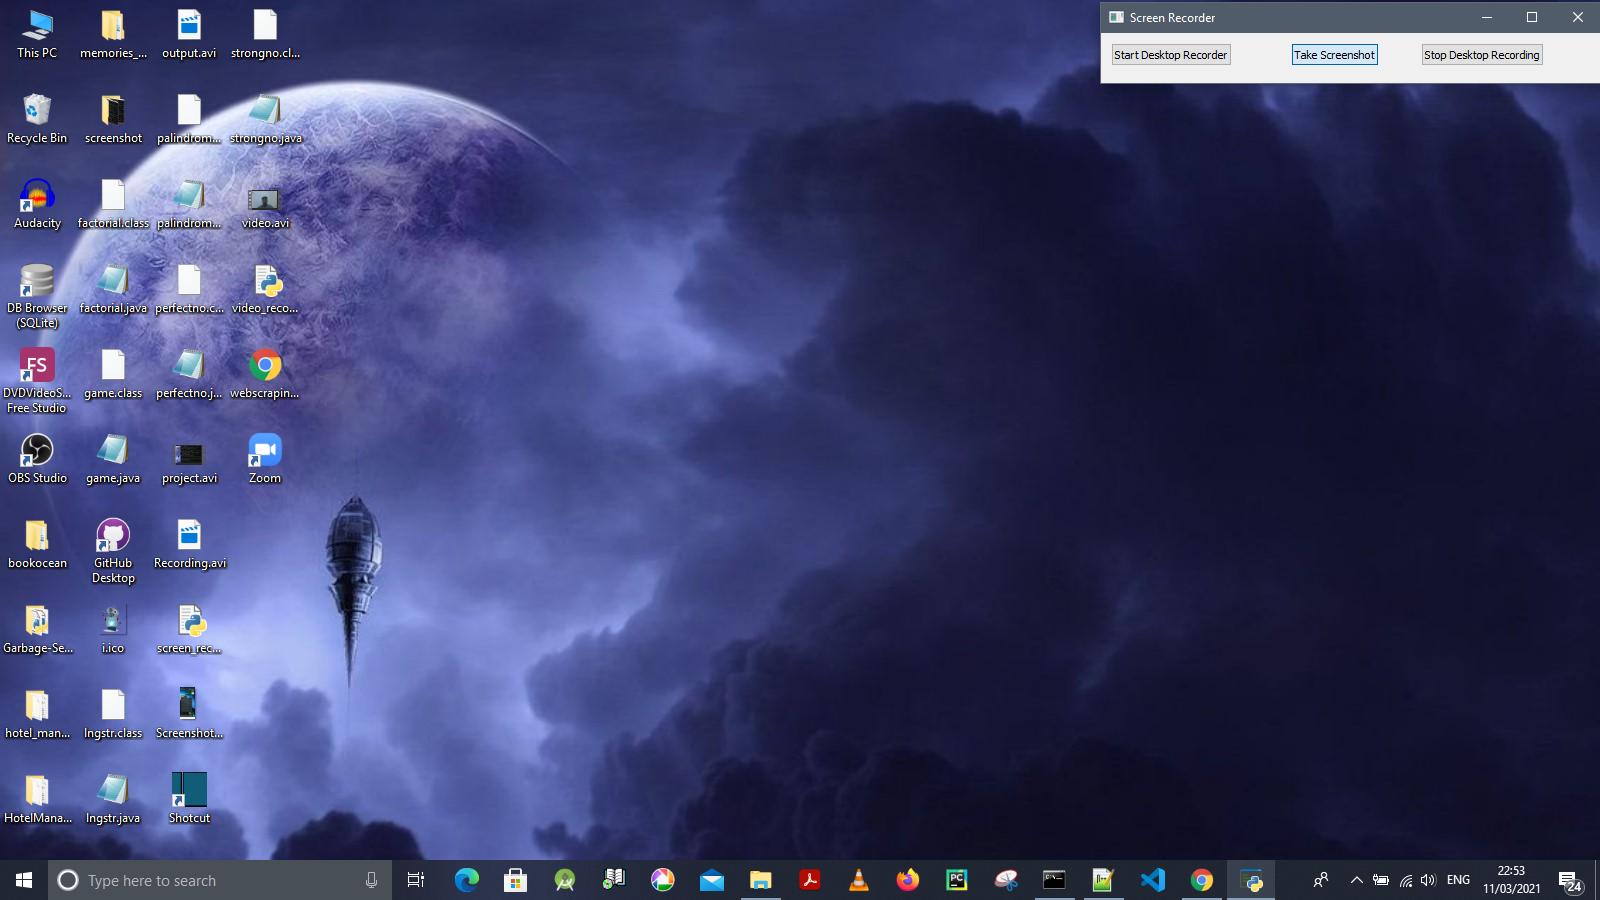 Screen Recorder
Start Desktop Recorder
Take Screenshot
Stop Desktop Recording
This PC
memories_...
output.avi
strongno.cl...
Recycle Bin
screenshot
palindrom...
strongno.java
Audacity
factorial.class
palindrom...
video.avi
DB Browser
(SQLite)
factorial.java
perfectno.c...
video_reco...
FS
DVDVideoS...
Free Studio
game.class
perfectno.j...
webscrapin...
OBS Studio
game.java
project.avi
Zoom
bookocean
GitHub
Desktop
Recording.avi
Garbage-Se...
i.ico
screen_rec...
hotel_man...
lngstr.class
Screenshot...
HotelMana...
lngstr.java
Shotcut
Type here to search
PC
ENG
22:53
11/03/2021
24